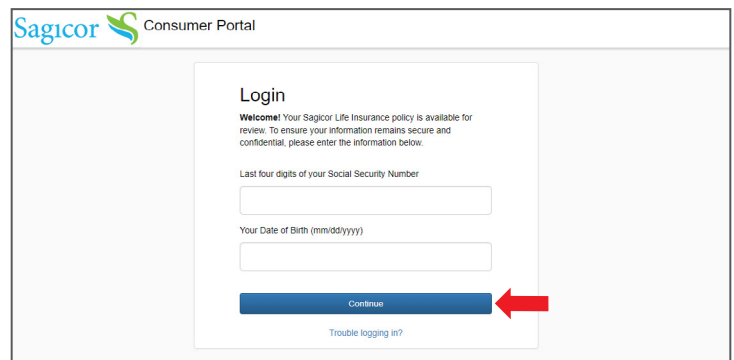 Sagicor Consumer Portal
Login
Welcome! Your Sagicor Life Insurance policy is available for
review. To ensure your information remains secure and
confidential, please enter the information below.
Last four digits of your Social Security Number
Your Date of Birth (mm/dd/yyyy)
Continue
Trouble logging in?